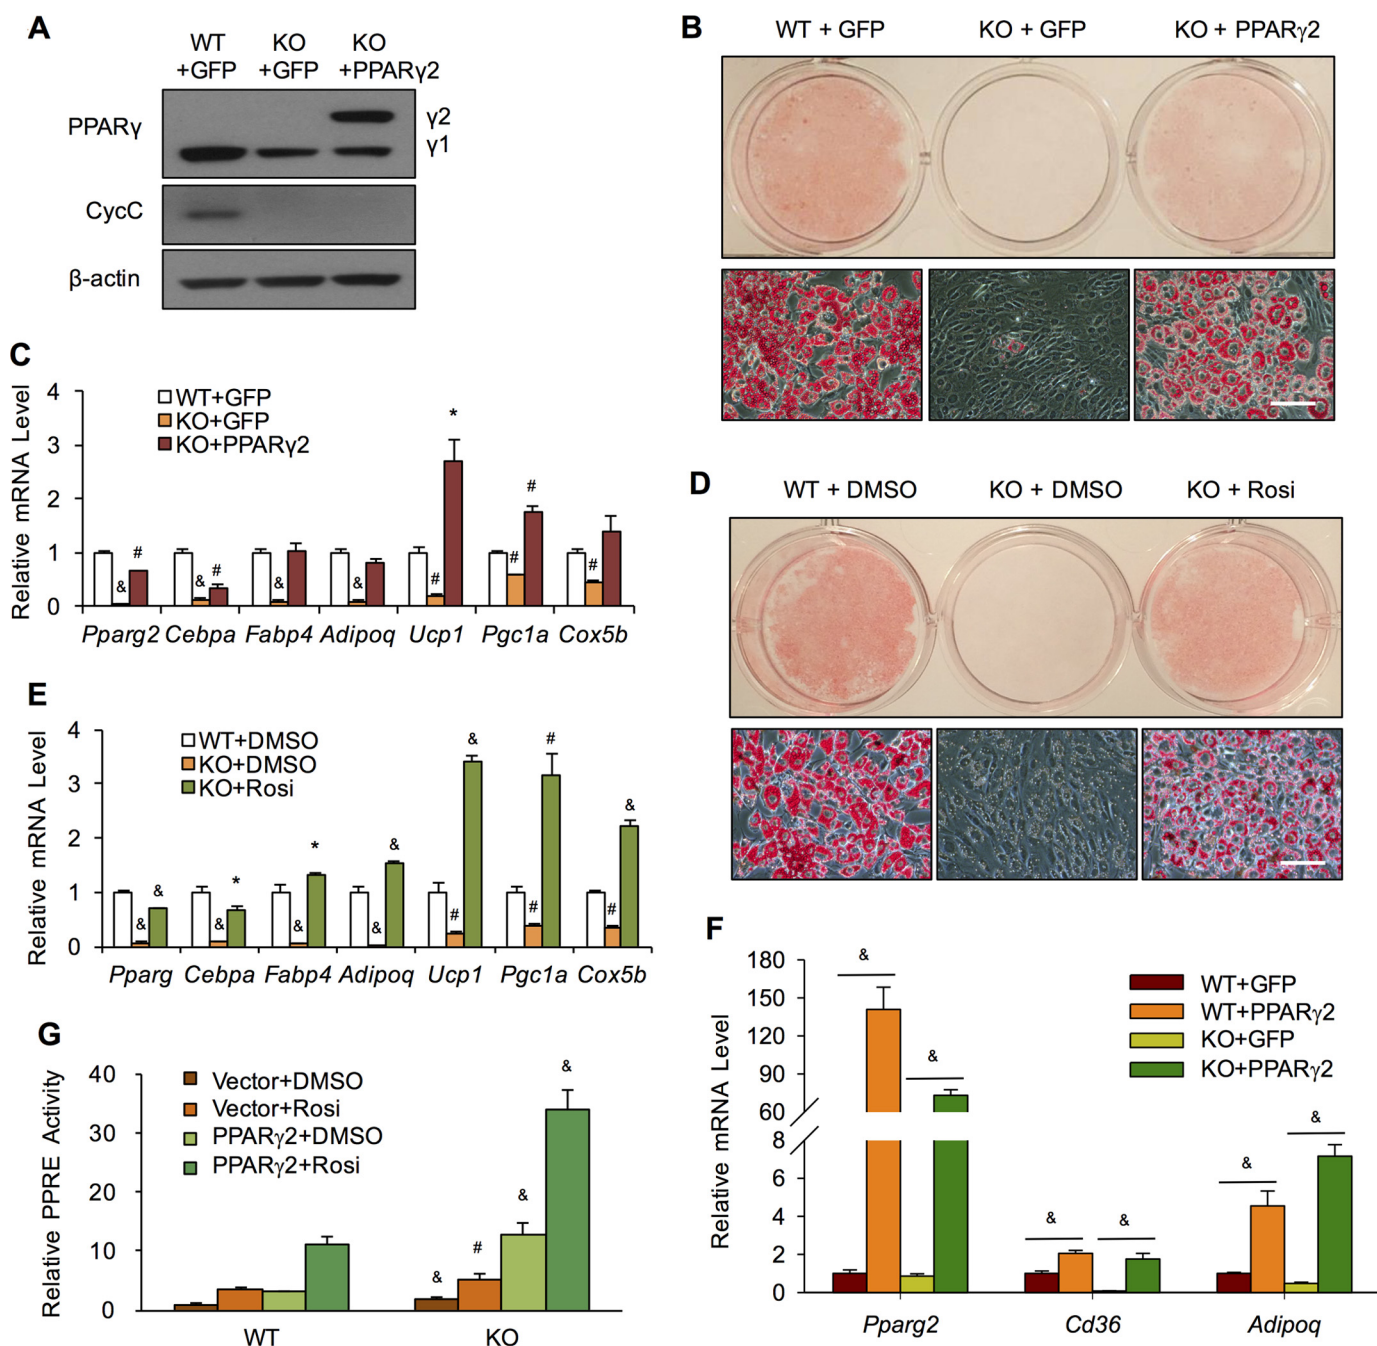 A
WT KO KO
+GFP +GFP +PPARγ2
PPARγ
γ2
γ1
CycC
β-actin
B
WT + GFP KO + GFP KO + PPARγ2
C
Relative mRNA Level
4
3
2
1
0
WT+GFP
KO+GFP
KO+PPARγ2
& # & # & & # * # # #
Pparg2 Cebpa Fabp4 Adipoq Ucp1 Pgc1a Cox5b
D
WT + DMSO KO + DMSO KO + Rosi
E
Relative mRNA Level
4
3
2
1
0
WT+DMSO
KO+DMSO
KO+Rosi
& & & * & * & & # & # # # &
Pparg Cebpa Fabp4 Adipoq Ucp1 Pgc1a Cox5b
F
Relative mRNA Level
180
150
120
90
60
8
6
4
2
0
WT+GFP
WT+PPARγ2
KO+GFP
KO+PPARγ2
& & & & & &
Pparg2 Cd36 Adipoq
G
Relative PPRE Activity
40
30
20
10
0
Vector+DMSO
Vector+Rosi
PPARγ2+DMSO
PPARγ2+Rosi
& # & &
WT KO